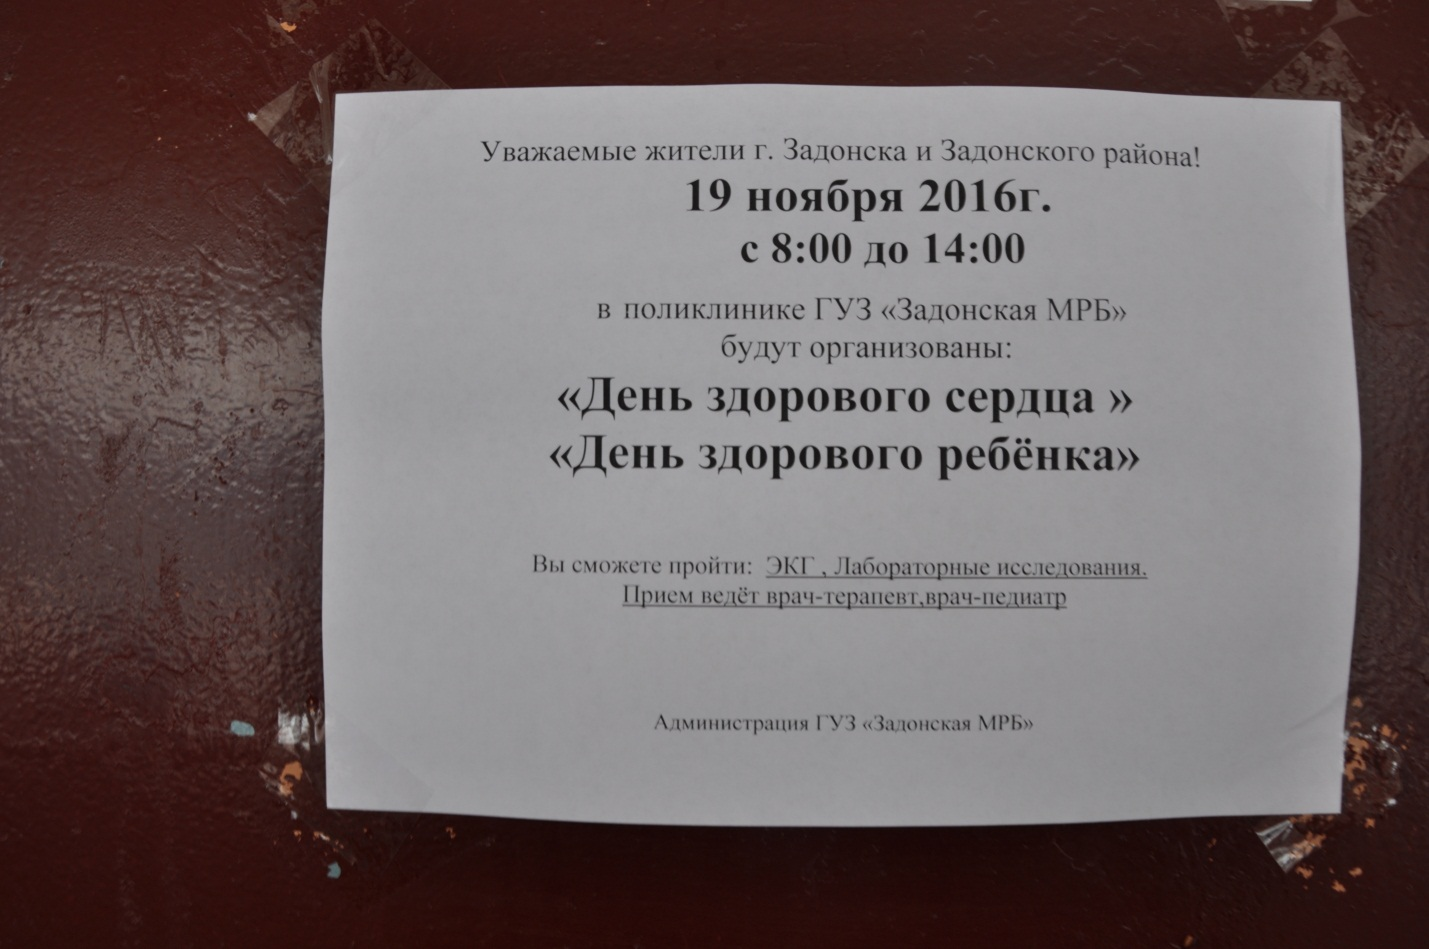 Уважаемые жители г. Задонска и Задонского района!
19 ноября 2016г.
с 8:00 до 14:00
в поликлинике ГУЗ «Задонская МРБ»
будут организованы:
«День здорового сердца »
«День здорового ребёнка»
Вы сможете пройти: ЭКГ , Лабораторные исследования.
Прием ведёт врач-терапевт,врач-педиатр
Администрация ГУЗ «Задонская МРБ»